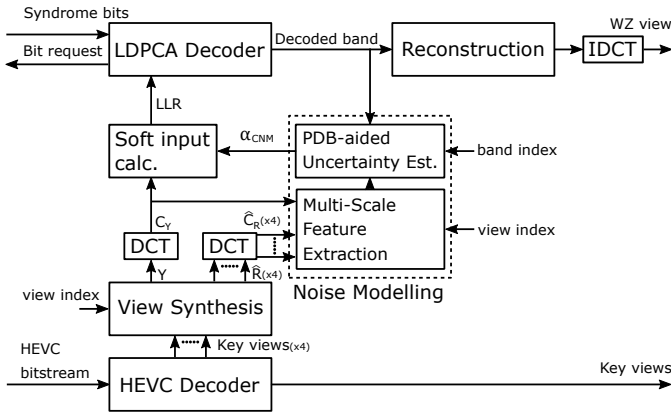 Syndrome bits
Bit request
LDPCA Decoder
Decoded band
Reconstruction
WZ view
IDCT
LLR
Soft input
calc.
α_CNM
PDB-aided
Uncertainty Est.
band index
Multi-Scale
Feature
Extraction
view index
C_Y
DCT
DCT
Ĉ_R(x4)
Y
R̂(x4)
Noise Modelling
view index
View Synthesis
Key views(x4)
HEVC
bitstream
HEVC Decoder
Key views